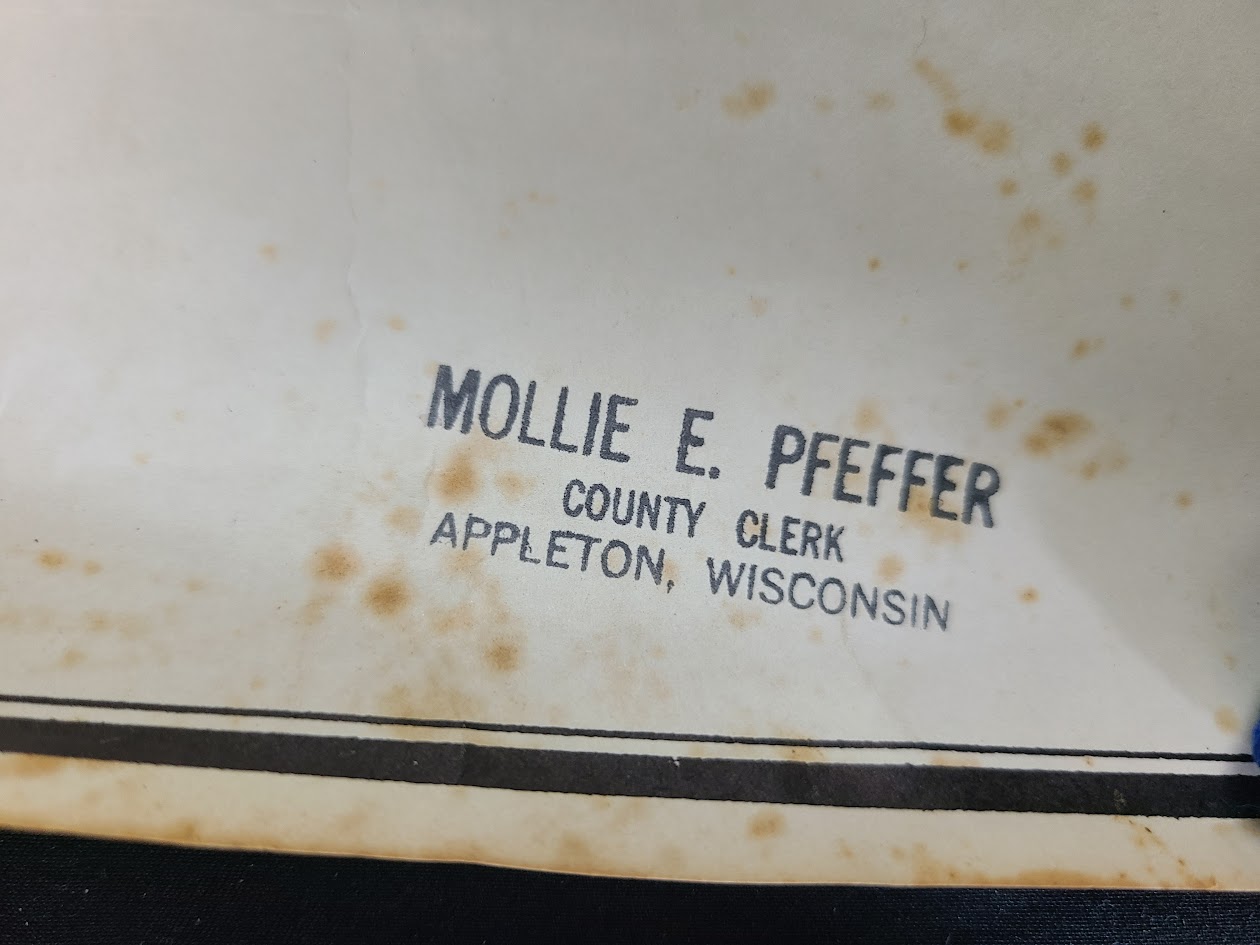 MOLLIE E. PFEFFER
COUNTY CLERK
APPLETON, WISCONSIN